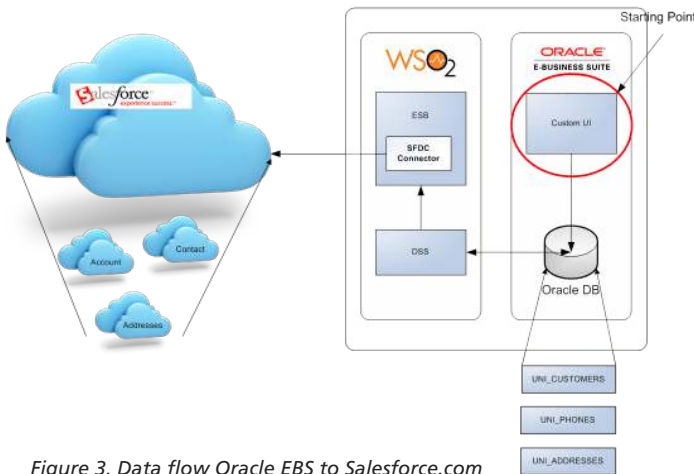 Starting Point
WSO2
ORACLE
E-BUSINESS SUITE
ESB
SFDC
Connector
Custom UI
salesforce
experience success.™
DSS
Oracle DB
Account
Contact
Addresses
UNI_CUSTOMERS
UNI_PHONES
UNI_ADDRESSES
Figure 3. Data flow Oracle EBS to Salesforce.com